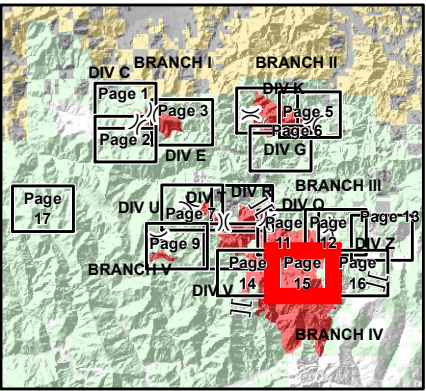 BRANCH I
BRANCH II
DIV C
DIV K
Page 1
Page 3
Page 5
Page 2
Page 6
DIV E
DIV G
Page
17
BRANCH III
DIV R
DIV U
DIV
Page 7
DIV O
Page
11
Page
12
Page 13
Page 9
DIV Z
BRANCH V
Page
14
Page
15
Page
16
DIV V
BRANCH IV